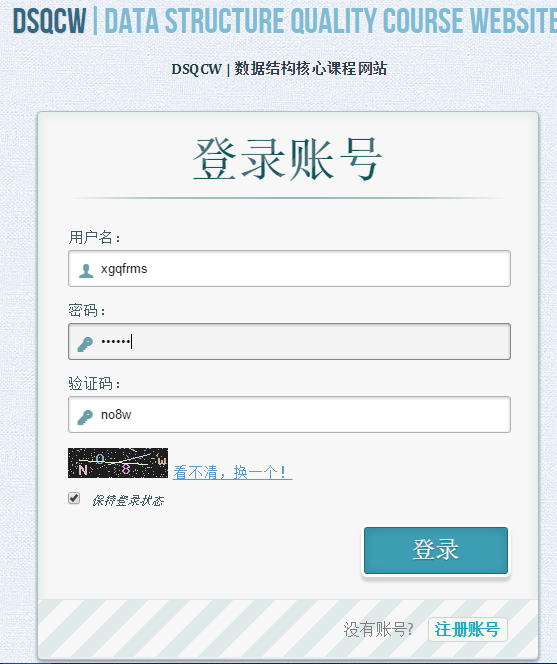 DSQCW | DATA STRUCTURE QUALITY COURSE WEBSITE
DSQCW | 数据结构核心课程网站
登录账号
用户名：
xgqfrms
密码：
••••••
验证码：
no8w
N O 8 w
看不清，换一个！
保持登录状态
登录
没有账号？ 注册账号